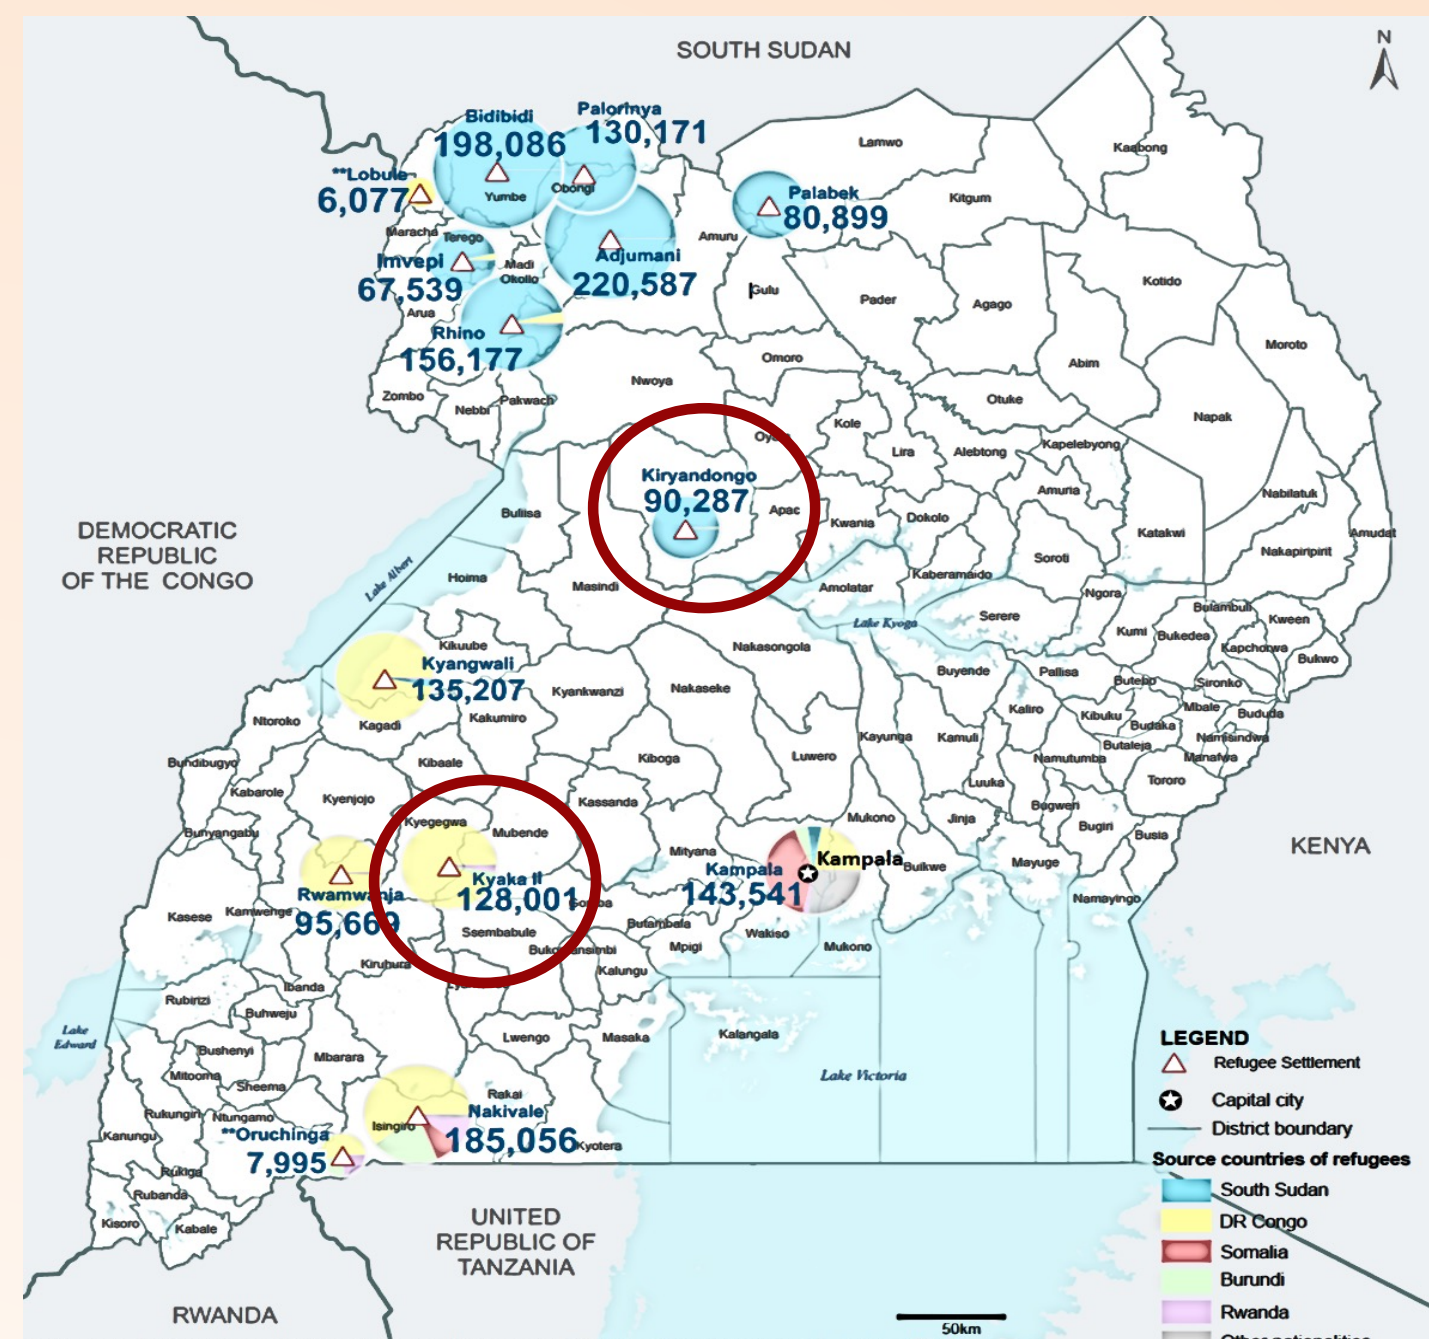 SOUTH SUDAN
N
Bidibidi
198,086
Palorinya
130,171
**Lobule
6,077
Yumbe
Obongi
Lamwo
Kaabong
Palabek
80,899
Kitgum
Maracha
Terego
Amuru
Imvepi
67,539
Madi
Okollo
Adjumani
220,587
Arua
Gulu
Pader
Agago
Kotido
Rhino
156,177
Omoro
Abim
Moroto
Zombo
Nebbi
Pakwach
Nwoya
Otuke
Napak
Kole
Lira
Alebtong
Kapelebyong
Kiryandongo
90,287
Amuria
Nabilatuk
Buliisa
Apac
Kwania
Dokolo
Katakwi
Amudat
DEMOCRATIC
REPUBLIC
OF THE CONGO
Lake Albert
Hoima
Masindi
Amolatar
Kaberamaido
Soroti
Nakapiripirit
Ngora
Lake Kyoga
Serere
Bulambuli
Kween
Kumi
Bukedea
Kapchorwa
Bukwo
Kikuube
Nakasongola
Kyangwali
135,207
Kyankwanzi
Nakaseke
Buyende
Pallisa
Butebo
Sironko
Ntoroko
Kagadi
Kakumiro
Kaliro
Kibuku
Mbale
Bududa
Budaka
Bundibugyo
Kibaale
Kiboga
Luwero
Kayunga
Kamuli
Butaleja
Namisindwa
Namutumba
Manafwa
Kabarole
Kyenjojo
Kassanda
Luuka
Tororo
Bugweri
Bunyangabu
Kyegegwa
Mubende
Mukono
Jinja
Bugiri
Busia
KENYA
Mityana
Kampala
Kampala
143,541
Buikwe
Mayuge
Rwamwanja
95,669
Kyaka II
128,001
Namayingo
Kasese
Kamwenge
Ssembabule
Butambala
Wakiso
Mpigi
Mukono
Kiruhura
Kalungu
Rubirizi
Ibanda
Buhweju
Lake
Edward
Bushenyi
Mbarara
Lwengo
Masaka
Kalangala
Mitooma
Sheema
Lake Victoria
Rukungiri
Ntungamo
Rakai
Isingiro
Nakivale
185,056
Kyotera
Kanungu
**Oruchinga
7,995
Rukiga
Rubanda
Kisoro
Kabale
UNITED
REPUBLIC OF
TANZANIA
RWANDA
50km
LEGEND
Refugee Settlement
Capital city
District boundary
Source countries of refugees
South Sudan
DR Congo
Somalia
Burundi
Rwanda